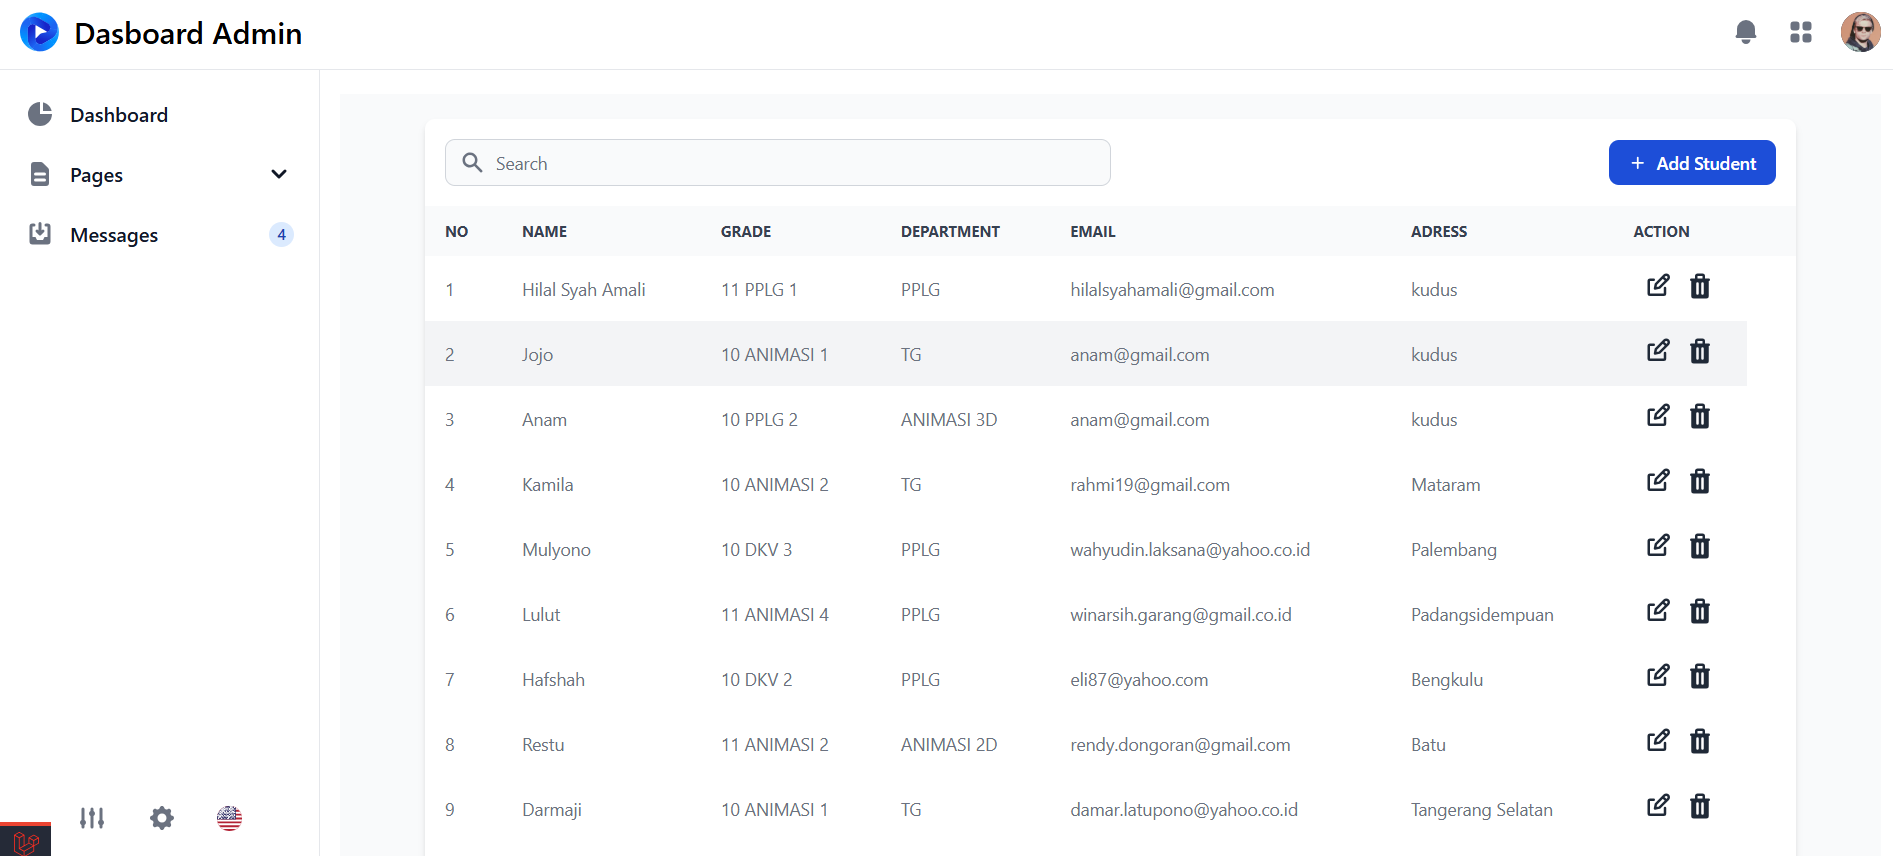 Dasboard Admin
Dashboard
Pages
Messages 4
Search
+ Add Student
NO NAME GRADE DEPARTMENT EMAIL ADRESS ACTION
1 Hilal Syah Amali 11 PPLG 1 PPLG hilalsyahamali@gmail.com kudus
2 Jojo 10 ANIMASI 1 TG anam@gmail.com kudus
3 Anam 10 PPLG 2 ANIMASI 3D anam@gmail.com kudus
4 Kamila 10 ANIMASI 2 TG rahmi19@gmail.com Mataram
5 Mulyono 10 DKV 3 PPLG wahyudin.laksana@yahoo.co.id Palembang
6 Lulut 11 ANIMASI 4 PPLG winarsih.garang@gmail.co.id Padangsidempuan
7 Hafshah 10 DKV 2 PPLG eli87@yahoo.com Bengkulu
8 Restu 11 ANIMASI 2 ANIMASI 2D rendy.dongoran@gmail.com Batu
9 Darmaji 10 ANIMASI 1 TG damar.latupono@yahoo.co.id Tangerang Selatan